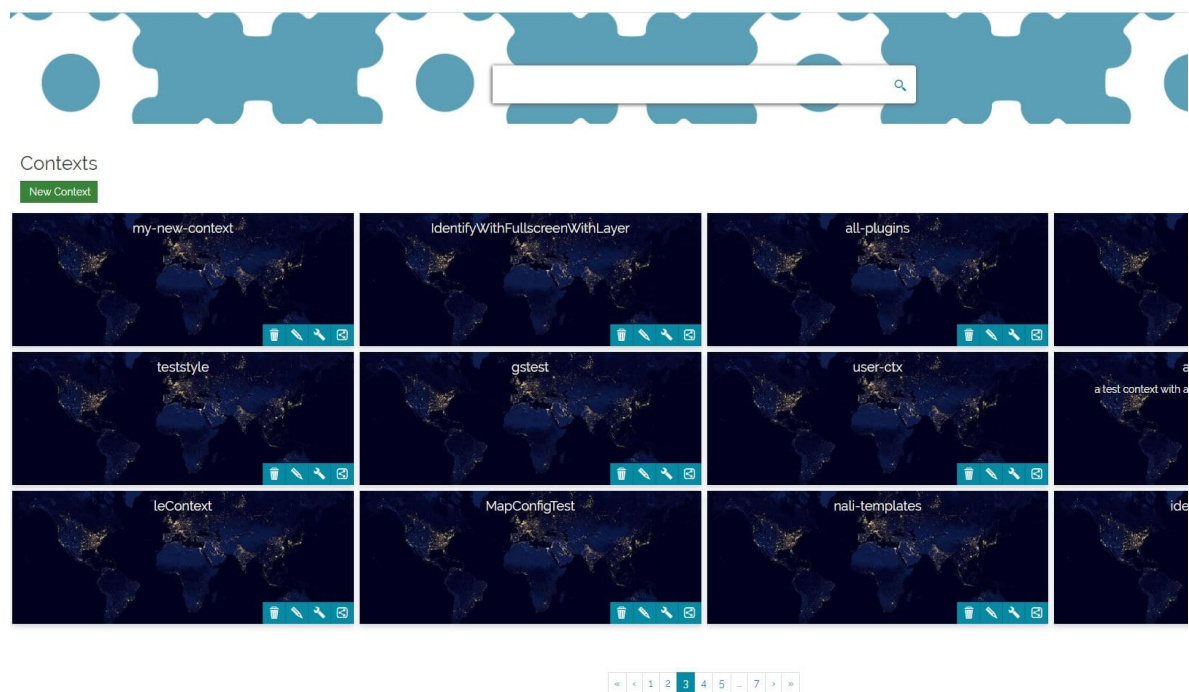 Contexts
New Context
my-new-context
IdentifyWithFullscreenWithLayer
all-plugins
teststyle
gstest
user-ctx
a
a test context with a
leContext
MapConfigTest
nali-templates
ide
« ‹ 1 2 3 4 5 ... 7 › »